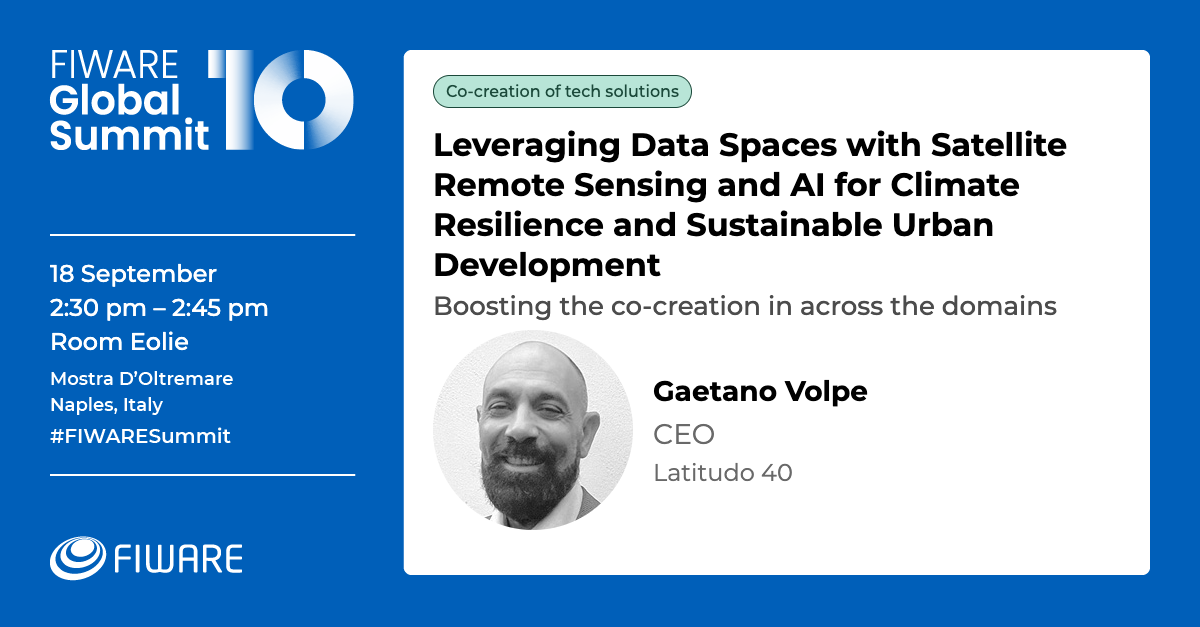 FIWARE
Global
Summit
10
18 September
2:30 pm – 2:45 pm
Room Eolie
Mostra D’Oltremare
Naples, Italy
#FIWARESummit
FIWARE
Co-creation of tech solutions
Leveraging Data Spaces with Satellite
Remote Sensing and AI for Climate
Resilience and Sustainable Urban
Development
Boosting the co-creation in across the domains
Gaetano Volpe
CEO
Latitudo 40